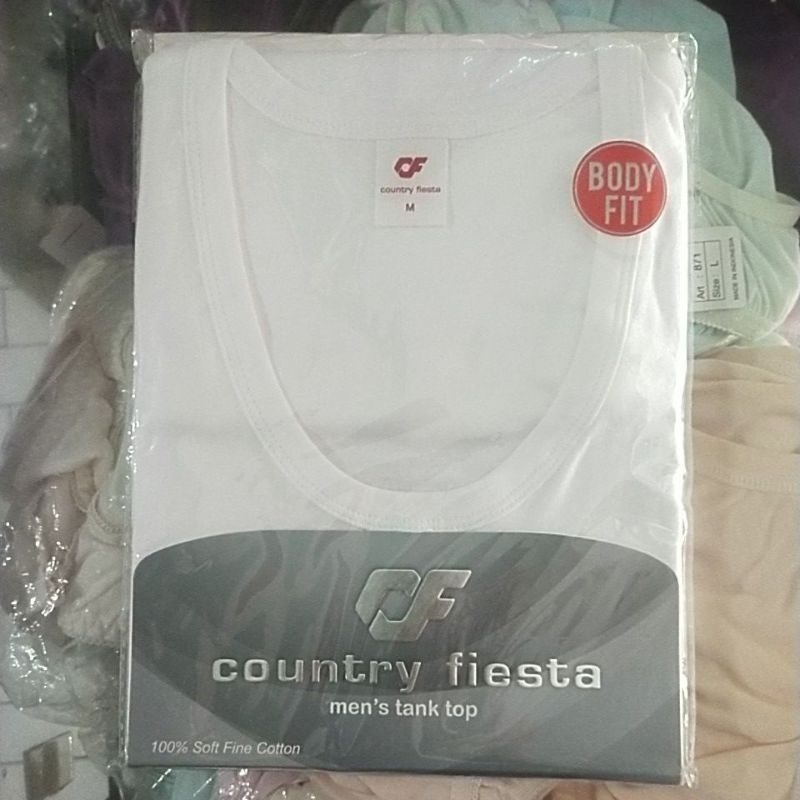 CF
country fiesta
M
BODY
FIT
Art : 871
Size : L
MADE IN INDONESIA
CF
country fiesta
men's tank top
100% Soft Fine Cotton